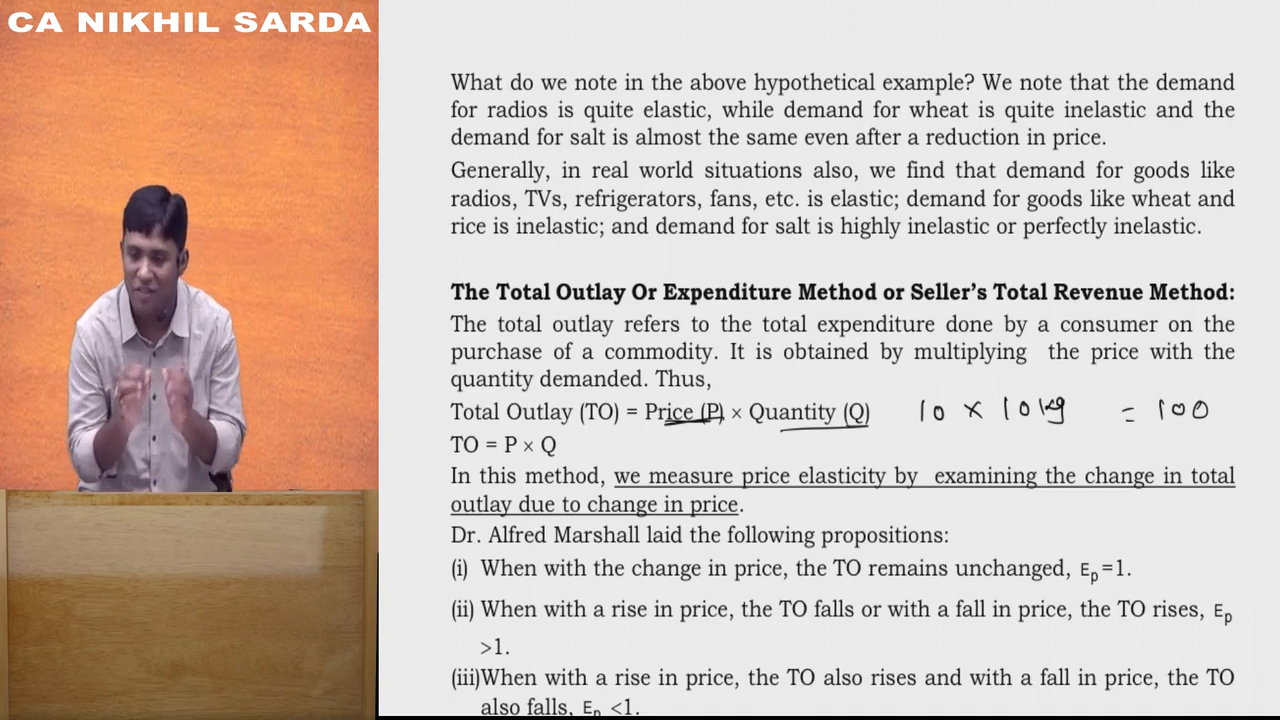 CA NIKHIL SARDA
What do we note in the above hypothetical example? We note that the demand
for radios is quite elastic, while demand for wheat is quite inelastic and the
demand for salt is almost the same even after a reduction in price.
Generally, in real world situations also, we find that demand for goods like
radios, TVs, refrigerators, fans, etc. is elastic; demand for goods like wheat and
rice is inelastic; and demand for salt is highly inelastic or perfectly inelastic.
The Total Outlay Or Expenditure Method or Seller’s Total Revenue Method:
The total outlay refers to the total expenditure done by a consumer on the
purchase of a commodity. It is obtained by multiplying the price with the
quantity demanded. Thus,
Total Outlay (TO) = Price (P) × Quantity (Q) 10 × 10 kg = 100
TO = P × Q
In this method, we measure price elasticity by examining the change in total
outlay due to change in price.
Dr. Alfred Marshall laid the following propositions:
(i) When with the change in price, the TO remains unchanged, Ep=1.
(ii) When with a rise in price, the TO falls or with a fall in price, the TO rises, Ep
>1.
(iii)When with a rise in price, the TO also rises and with a fall in price, the TO
also falls, Ep <1.